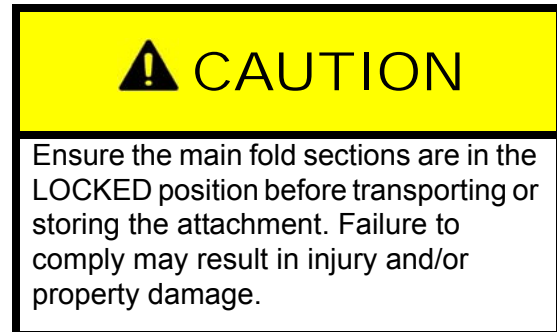 CAUTION
Ensure the main fold sections are in the
LOCKED position before transporting or
storing the attachment. Failure to
comply may result in injury and/or
property damage.